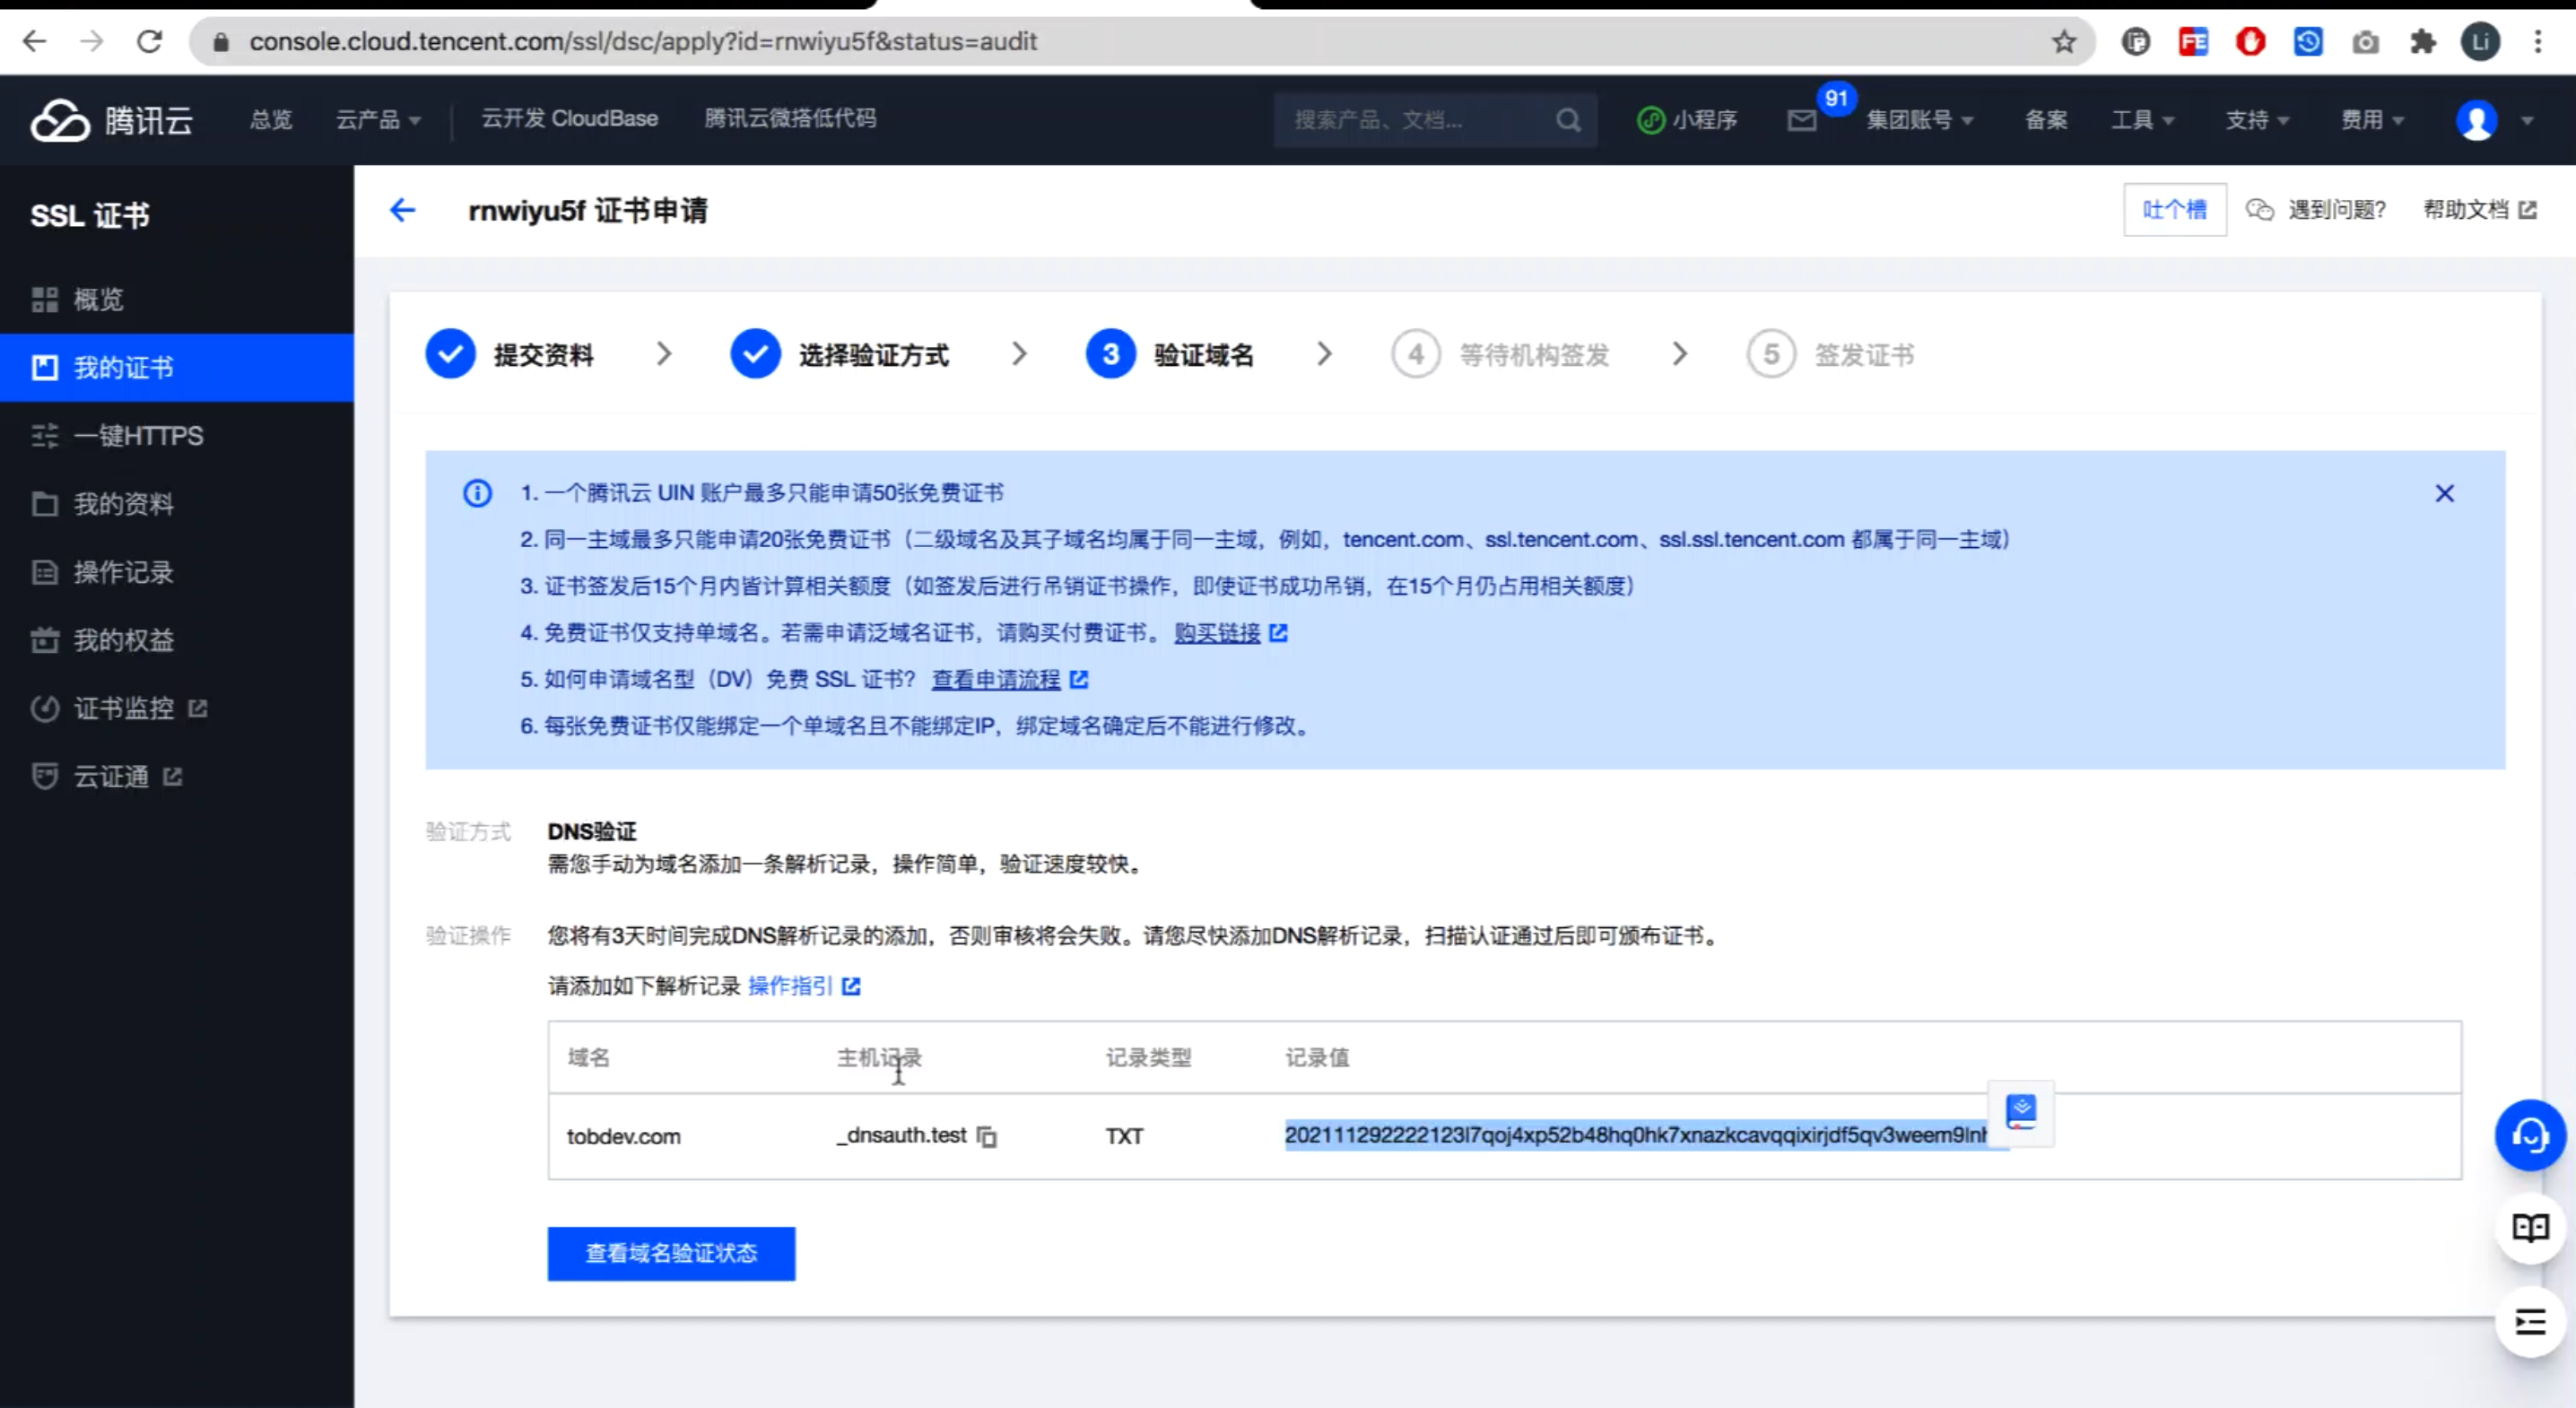 console.cloud.tencent.com/ssl/dsc/apply?id=rnwiyu5f&status=audit
FE
Li
腾讯云
总览
云产品
云开发 CloudBase
腾讯云微搭低代码
搜索产品、文档...
小程序
91
集团账号
备案
工具
支持
费用
SSL 证书
概览
我的证书
一键HTTPS
我的资料
操作记录
我的权益
证书监控
云证通
rnwiyu5f 证书申请
吐个槽
遇到问题?
帮助文档
提交资料
选择验证方式
3 验证域名
4 等待机构签发
5 签发证书
1. 一个腾讯云 UIN 账户最多只能申请50张免费证书
2. 同一主域最多只能申请20张免费证书（二级域名及其子域名均属于同一主域，例如，tencent.com、ssl.tencent.com、ssl.ssl.tencent.com 都属于同一主域）
3. 证书签发后15个月内皆计算相关额度（如签发后进行吊销证书操作，即使证书成功吊销，在15个月仍占用相关额度）
4. 免费证书仅支持单域名。若需申请泛域名证书，请购买付费证书。 购买链接
5. 如何申请域名型（DV）免费 SSL 证书？ 查看申请流程
6. 每张免费证书仅能绑定一个单域名且不能绑定IP，绑定域名确定后不能进行修改。
验证方式
DNS验证
需您手动为域名添加一条解析记录，操作简单，验证速度较快。
验证操作
您将有3天时间完成DNS解析记录的添加，否则审核将会失败。请您尽快添加DNS解析记录，扫描认证通过后即可颁布证书。
请添加如下解析记录 操作指引
域名
主机记录
记录类型
记录值
tobdev.com
_dnsauth.test
TXT
查看域名验证状态